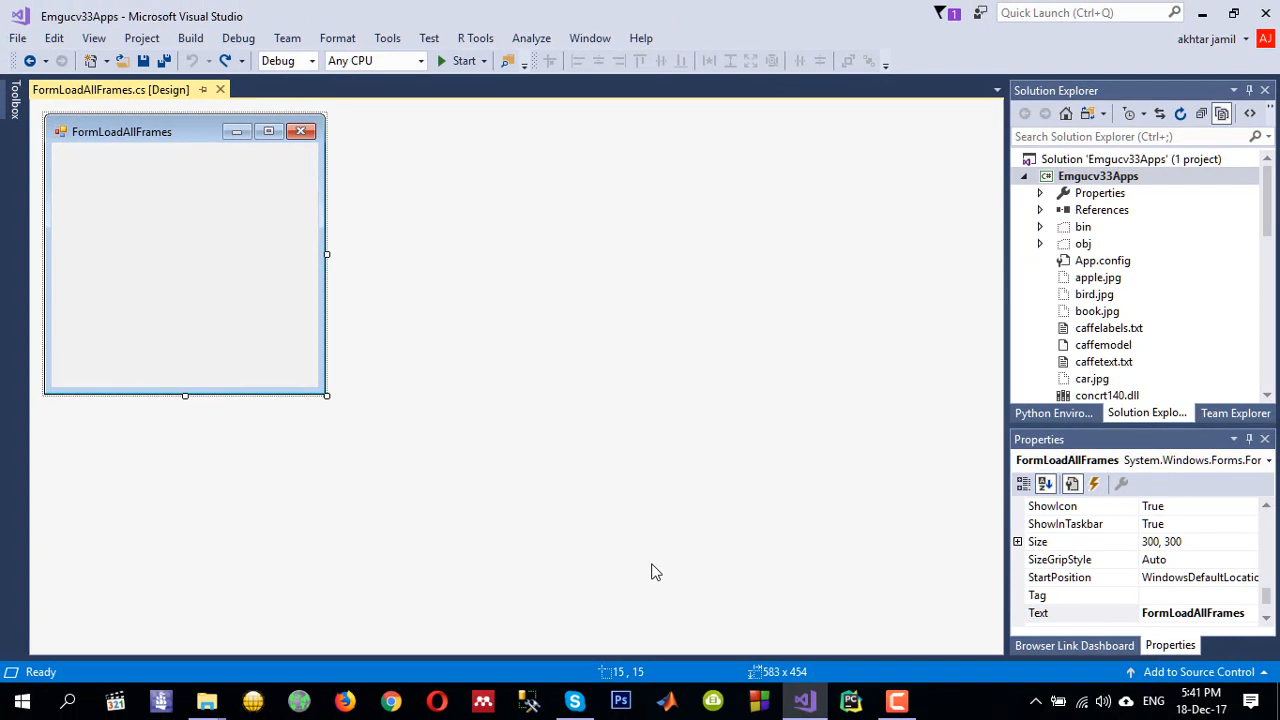 Emgucv33Apps - Microsoft Visual Studio
1
Quick Launch (Ctrl+Q)
File Edit View Project Build Debug Team Format Tools Test R Tools Analyze Window Help
akhtar jamil AJ
Debug Any CPU Start
Toolbox
FormLoadAllFrames.cs [Design]
FormLoadAllFrames
Solution Explorer
Search Solution Explorer (Ctrl+;)
Solution 'Emgucv33Apps' (1 project)
C# Emgucv33Apps
Properties
References
bin
obj
App.config
apple.jpg
bird.jpg
book.jpg
caffelabels.txt
caffemodel
caffetext.txt
car.jpg
concrt140.dll
Python Enviro... Solution Explo... Team Explorer
Properties
FormLoadAllFrames System.Windows.Forms.For
ShowIcon True
ShowInTaskbar True
Size 300, 300
SizeGripStyle Auto
StartPosition WindowsDefaultLocatic
Tag
Text FormLoadAllFrames
Browser Link Dashboard Properties
Ready 15 , 15 583 x 454 Add to Source Control
321 Ps PC ENG 5:41 PM
18-Dec-17